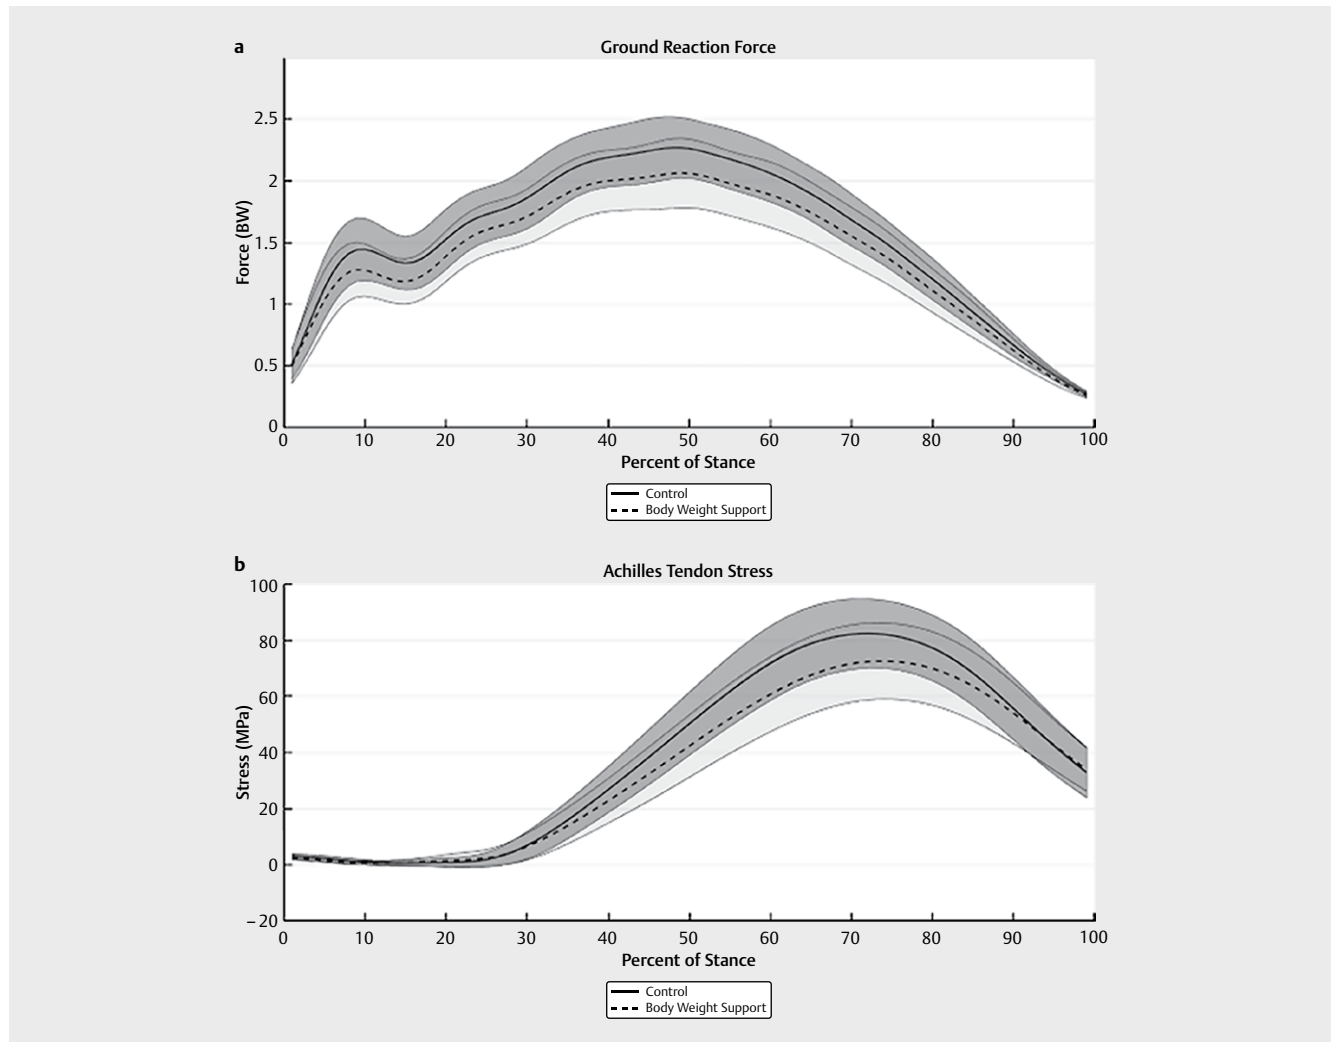 a
Ground Reaction Force
Force (BW)
2.5
2
1.5
1
0.5
0
0 10 20 30 40 50 60 70 80 90 100
Percent of Stance
Control
Body Weight Support
b
Achilles Tendon Stress
Stress (MPa)
100
80
60
40
20
0
–20
0 10 20 30 40 50 60 70 80 90 100
Percent of Stance
Control
Body Weight Support